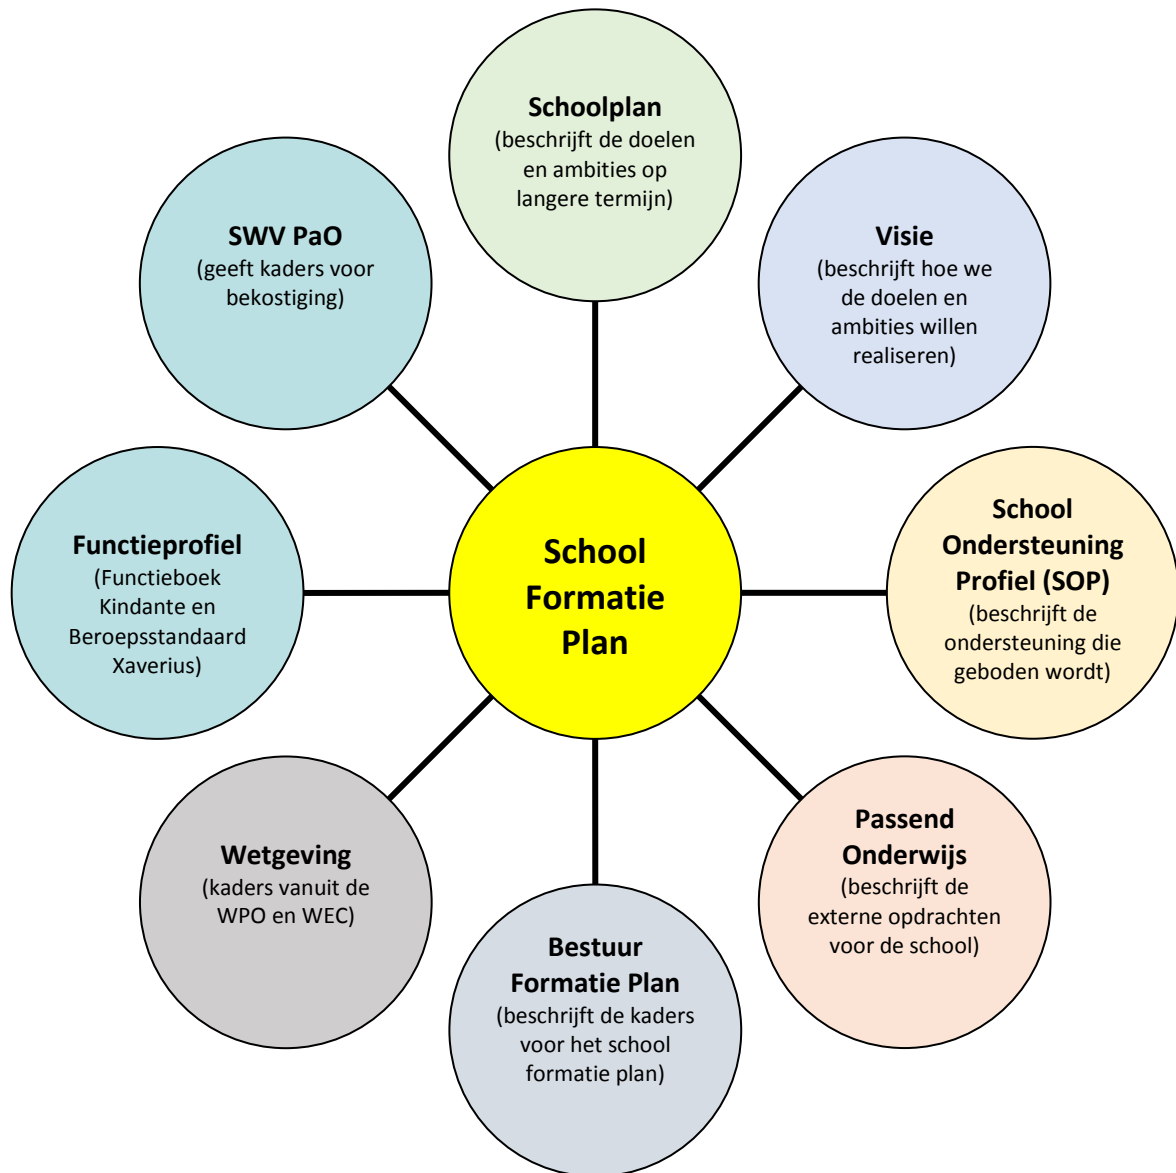 Schoolplan
(beschrijft de doelen
en ambities op
langere termijn)
SWV PaO
(geeft kaders voor
bekostiging)
Visie
(beschrijft hoe we
de doelen en
ambities willen
realiseren)
Functieprofiel
(Functieboek
Kindante en
Beroepsstandaard
Xaverius)
School
Formatie
Plan
School
Ondersteuning
Profiel (SOP)
(beschrijft de
ondersteuning die
geboden wordt)
Wetgeving
(kaders vanuit de
WPO en WEC)
Passend
Onderwijs
(beschrijft de
externe opdrachten
voor de school)
Bestuur
Formatie Plan
(beschrijft de kaders
voor het school
formatie plan)